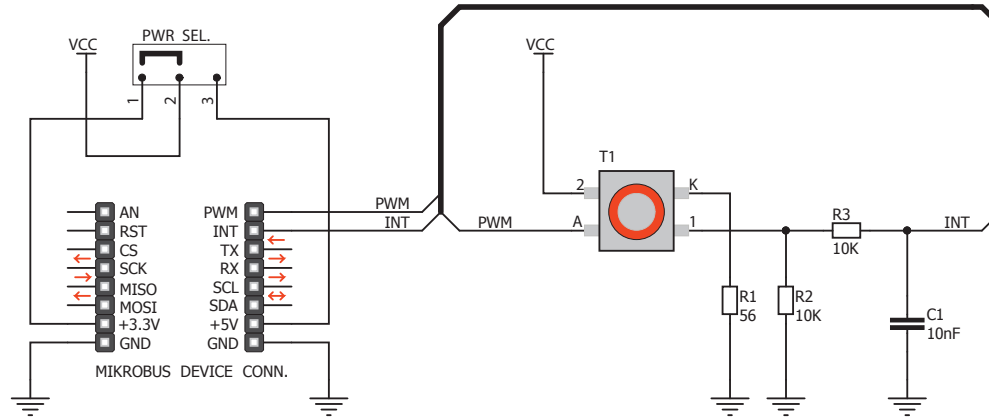 PWR SEL.
VCC
1
2
3
AN
RST
CS
SCK
MISO
MOSI
+3.3V
GND
PWM
INT
TX
RX
SCL
SDA
+5V
GND
MIKROBUS DEVICE CONN.
PWM
INT
PWM
VCC
T1
2
K
A
1
R3
10K
INT
R1
56
R2
10K
C1
10nF